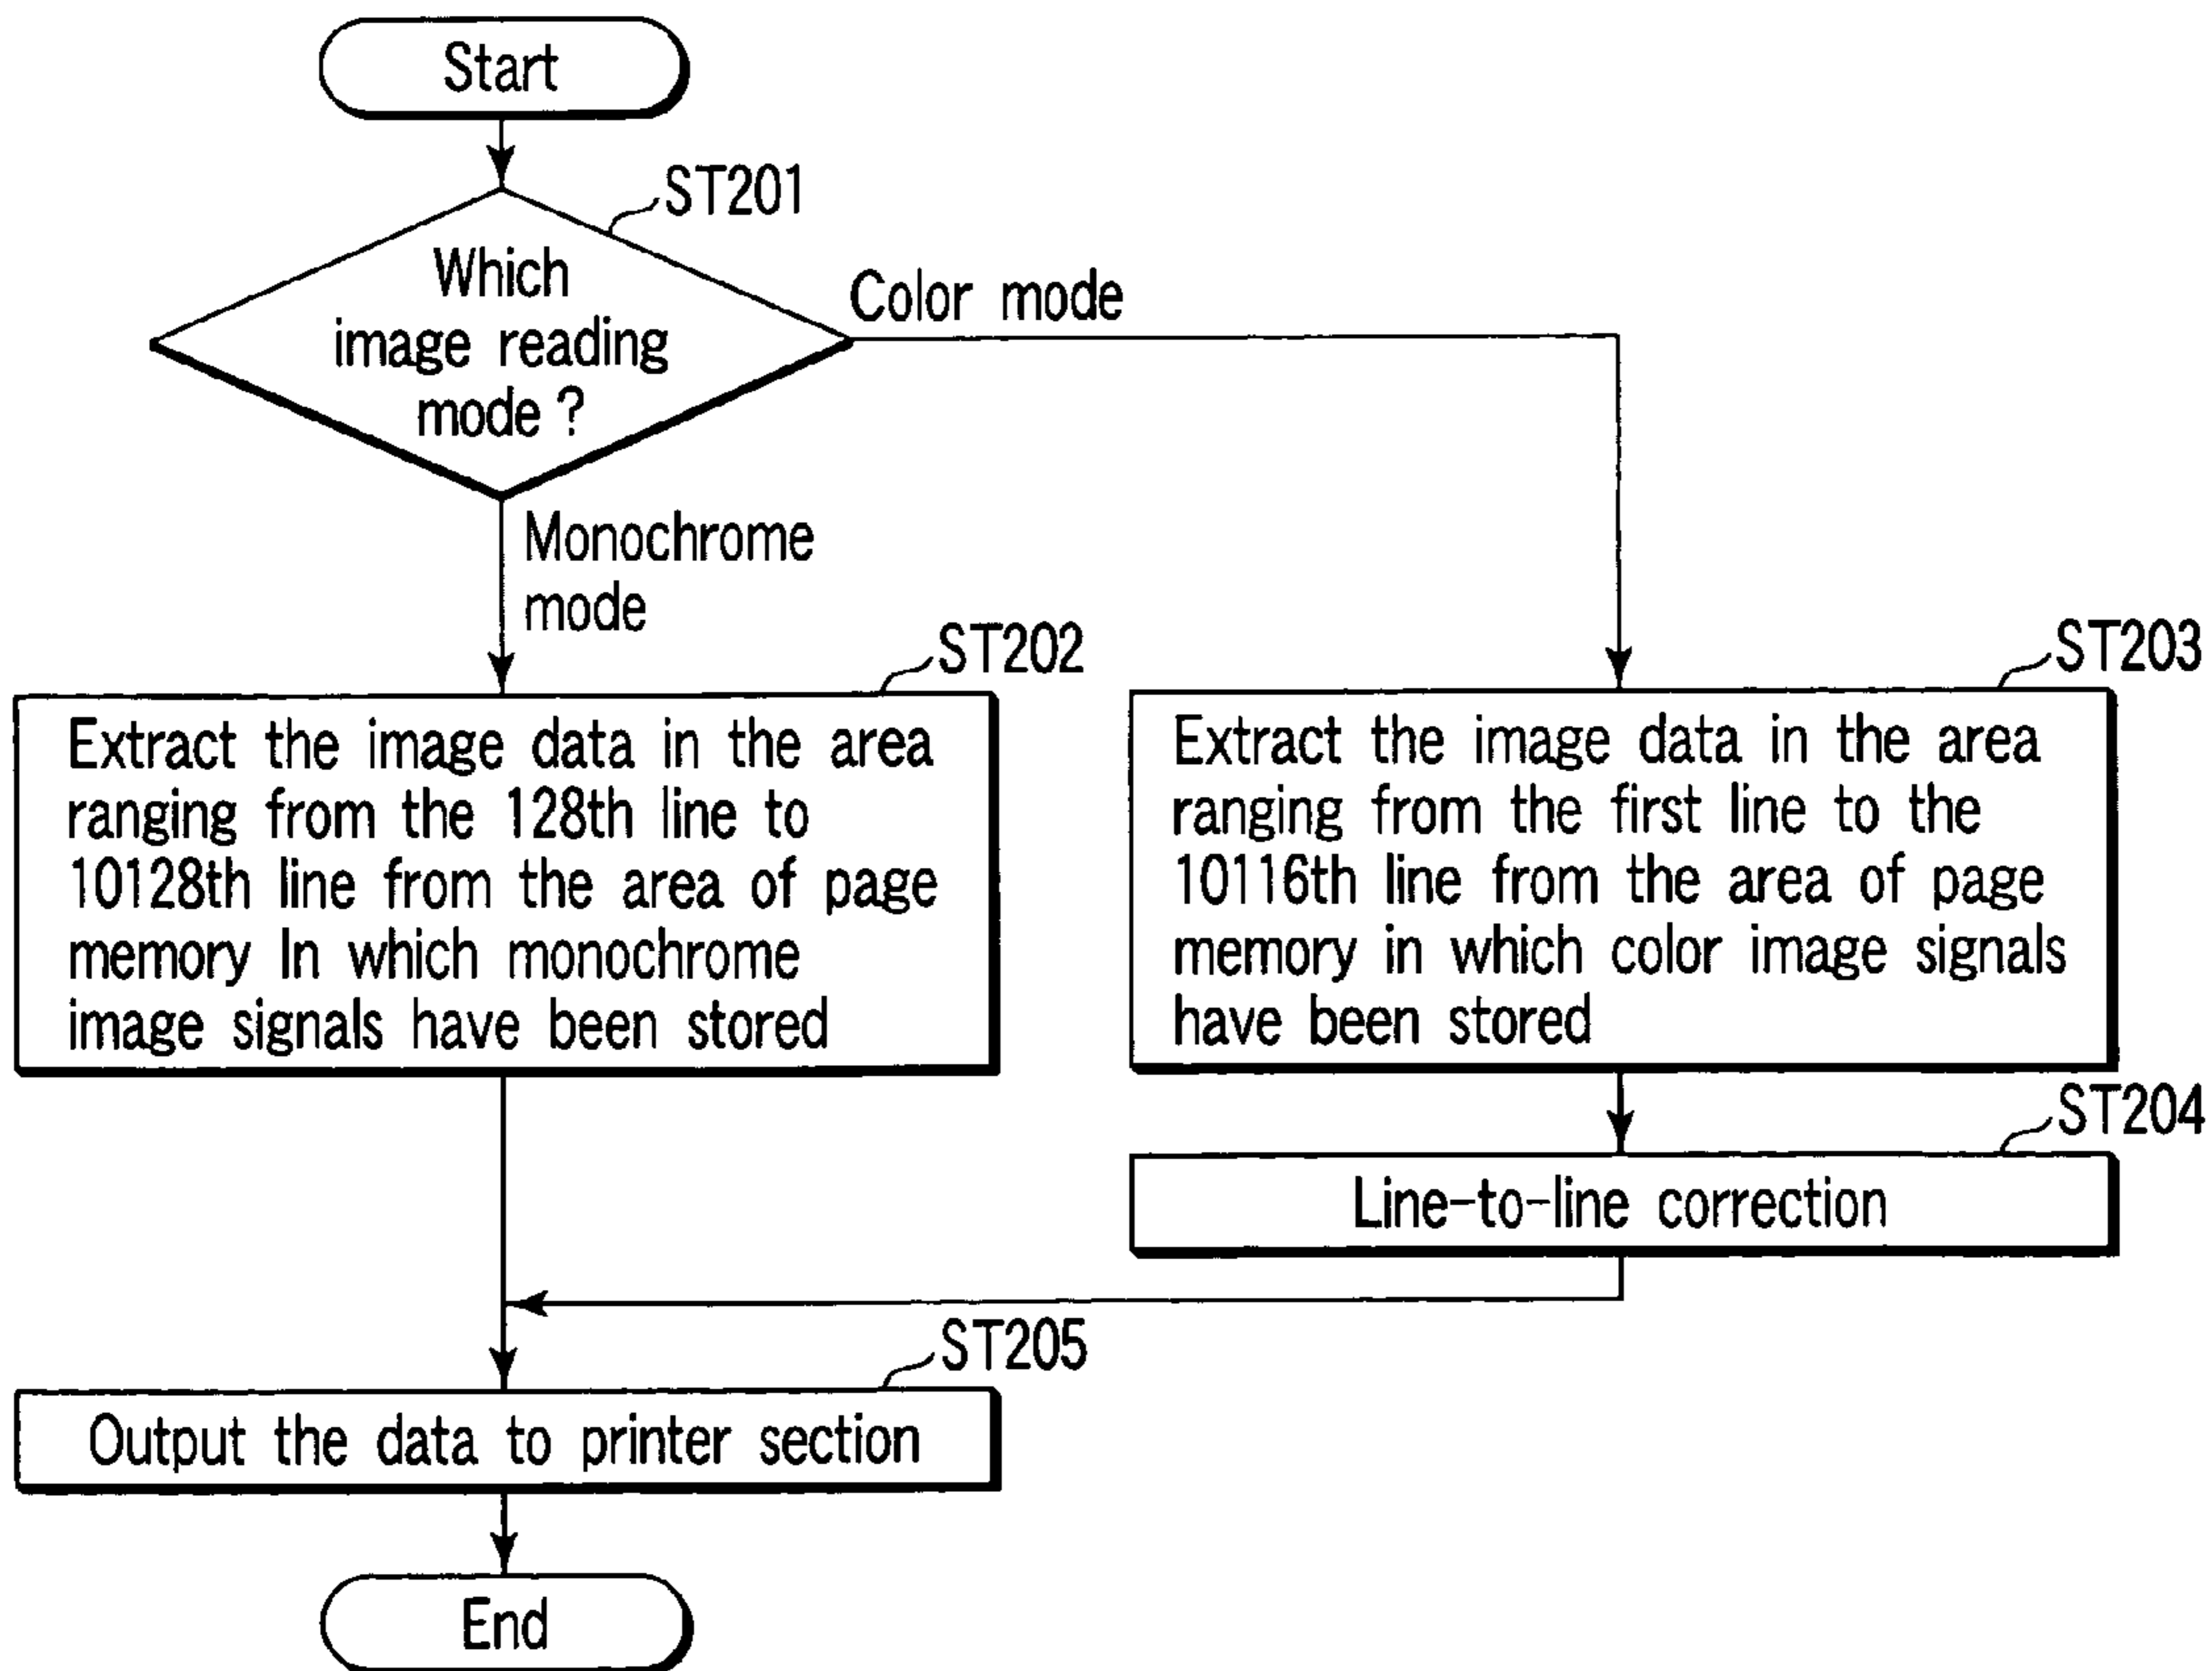 Start
ST201
Which
image reading
mode ?
Color mode
Monochrome
mode
ST202
Extract the image data in the area
ranging from the 128th line to
10128th line from the area of page
memory In which monochrome
image signals have been stored
ST203
Extract the image data in the area
ranging from the first line to the
10116th line from the area of page
memory in which color image signals
have been stored
ST204
Line-to-line correction
ST205
Output the data to printer section
End